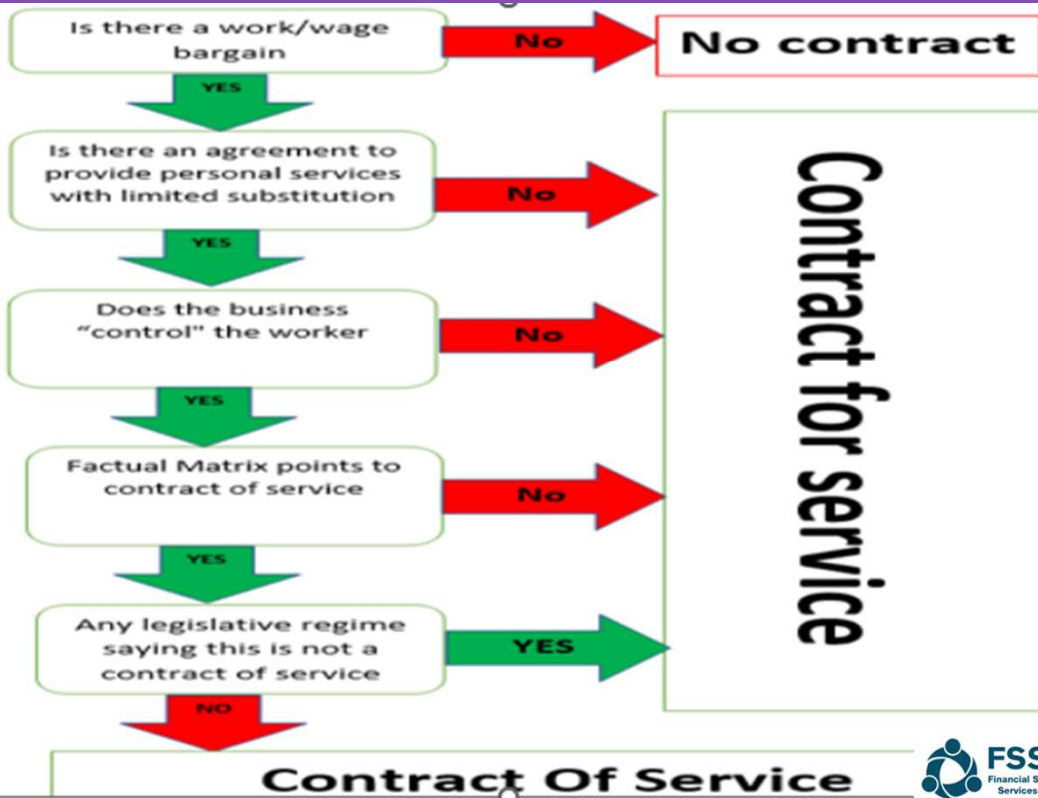 Is there a work/wage
bargain
No
No contract
YES
Is there an agreement to
provide personal services
with limited substitution
No
Contract for service
YES
Does the business
“control" the worker
No
YES
Factual Matrix points to
contract of service
No
YES
Any legislative regime
saying this is not a
contract of service
YES
NO
Contract Of Service
FSS
Financial S
Services